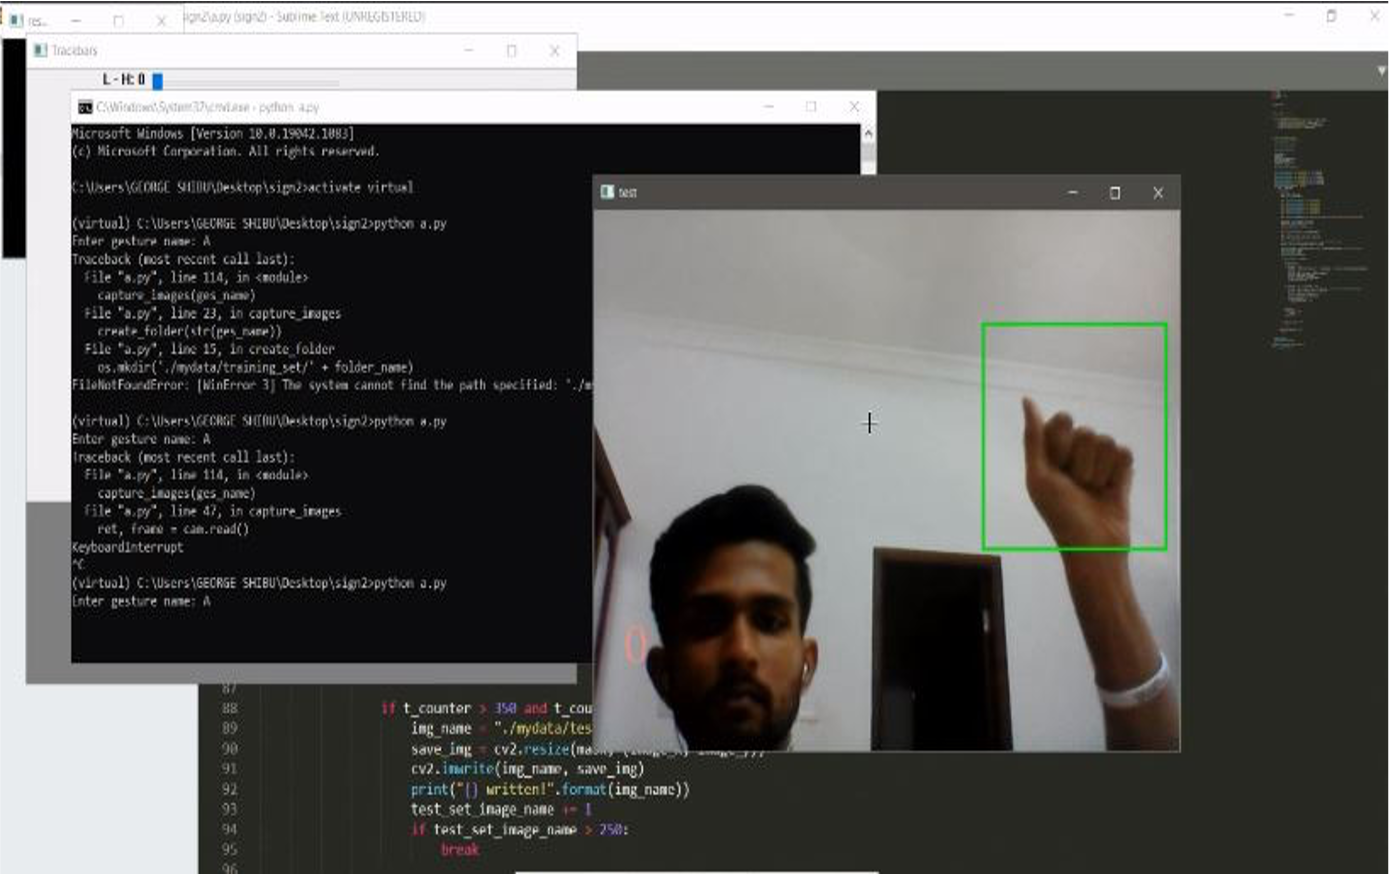 res...
sign2\a.py (sign2) - Sublime Text (UNREGISTERED)
Trackbars
L - H: 0
C:\Windows\System32\cmd.exe - python a.py
Microsoft Windows [Version 10.0.19042.1083]
(c) Microsoft Corporation. All rights reserved.
C:\Users\GEORGE SHIBU\Desktop\sign2>activate virtual
(virtual) C:\Users\GEORGE SHIBU\Desktop\sign2>python a.py
Enter gesture name: A
Traceback (most recent call last):
File "a.py", line 114, in <module>
capture_images(ges_name)
File "a.py", line 23, in capture_images
create_folder(str(ges_name))
File "a.py", line 15, in create_folder
os.mkdir('./mydata/training_set/' + folder_name)
FileNotFoundError: [WinError 3] The system cannot find the path specified: './m
(virtual) C:\Users\GEORGE SHIBU\Desktop\sign2>python a.py
Enter gesture name: A
Traceback (most recent call last):
File "a.py", line 114, in <module>
capture_images(ges_name)
File "a.py", line 47, in capture_images
ret, frame = cam.read()
KeyboardInterrupt
^C
(virtual) C:\Users\GEORGE SHIBU\Desktop\sign2>python a.py
Enter gesture name: A
test
0
87
88 if t_counter > 350 and t_cou
89 img_name = "./mydata/tes
90 save_img = cv2.resize(mask,
91 cv2.imwrite(img_name, save_img)
92 print("{} written!".format(img_name))
93 test_set_image_name += 1
94 if test_set_image_name > 250:
95 break
96